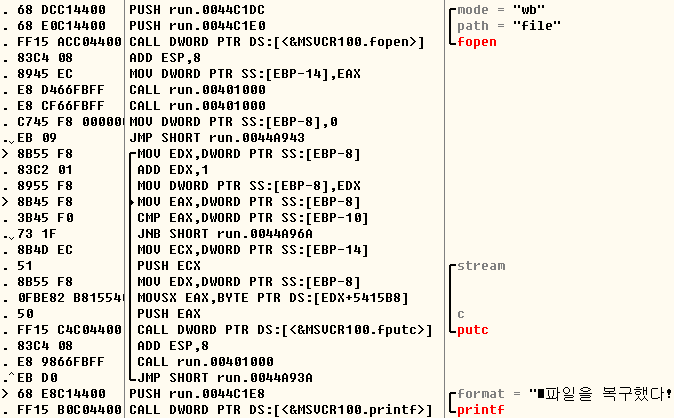 . 68 DCC14400 PUSH run.0044C1DC mode = "wb"
. 68 E0C14400 PUSH run.0044C1E0 path = "file"
. FF15 ACC04400 CALL DWORD PTR DS:[<&MSVCR100.fopen>] fopen
. 83C4 08 ADD ESP,8
. 8945 EC MOV DWORD PTR SS:[EBP-14],EAX
. E8 D466FBFF CALL run.00401000
. E8 CF66FBFF CALL run.00401000
. C745 F8 000000 MOV DWORD PTR SS:[EBP-8],0
. EB 09 JMP SHORT run.0044A943
> 8B55 F8 MOV EDX,DWORD PTR SS:[EBP-8]
. 83C2 01 ADD EDX,1
. 8955 F8 MOV DWORD PTR SS:[EBP-8],EDX
> 8B45 F8 MOV EAX,DWORD PTR SS:[EBP-8]
. 3B45 F0 CMP EAX,DWORD PTR SS:[EBP-10]
. 73 1F JNB SHORT run.0044A96A
. 8B4D EC MOV ECX,DWORD PTR SS:[EBP-14]
. 51 PUSH ECX stream
. 8B55 F8 MOV EDX,DWORD PTR SS:[EBP-8]
. 0FBE82 B81554 MOVSX EAX,BYTE PTR DS:[EDX+5415B8]
. 50 PUSH EAX c
. FF15 C4C04400 CALL DWORD PTR DS:[<&MSVCR100.fputc>] putc
. 83C4 08 ADD ESP,8
. E8 9866FBFF CALL run.00401000
.^EB D0 JMP SHORT run.0044A93A
> 68 E8C14400 PUSH run.0044C1E8 format = "■파일을 복구했다!
. FF15 B0C04400 CALL DWORD PTR DS:[<&MSVCR100.printf>] printf